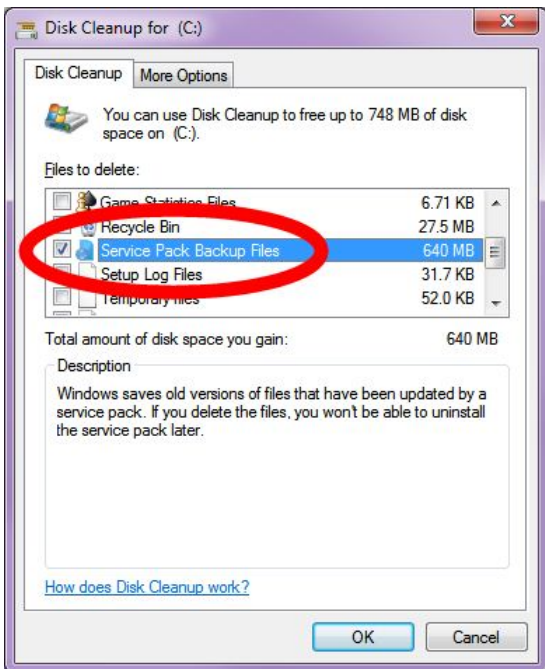 Disk Cleanup for (C:)
Disk Cleanup
More Options
You can use Disk Cleanup to free up to 748 MB of disk
space on (C:).
Files to delete:
Game Statistics Files 6.71 KB
Recycle Bin 27.5 MB
Service Pack Backup Files 640 MB
Setup Log Files 31.7 KB
Temporary files 52.0 KB
Total amount of disk space you gain: 640 MB
Description
Windows saves old versions of files that have been updated by a
service pack. If you delete the files, you won't be able to uninstall
the service pack later.
How does Disk Cleanup work?
OK
Cancel